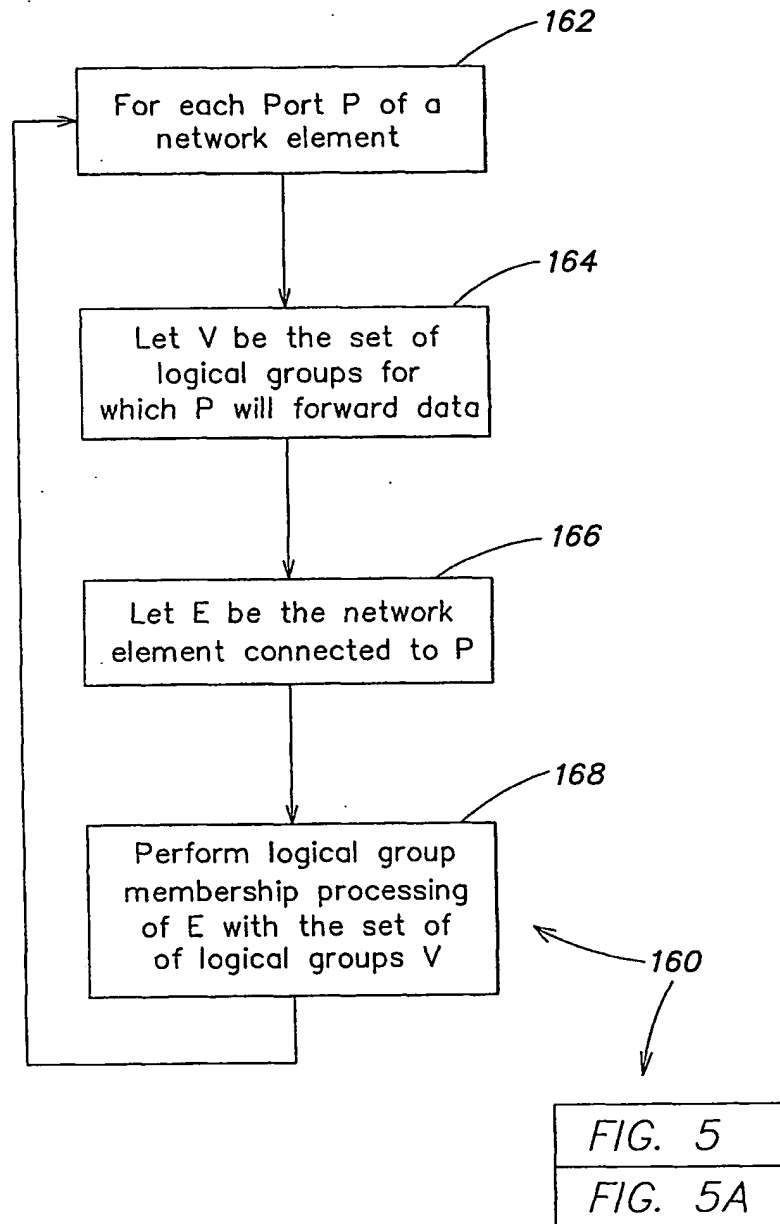 162
For each Port P of a
network element
164
Let V be the set of
logical groups for
which P will forward data
166
Let E be the network
element connected to P
168
Perform logical group
membership processing
of E with the set of
of logical groups V
160
FIG. 5
FIG. 5A